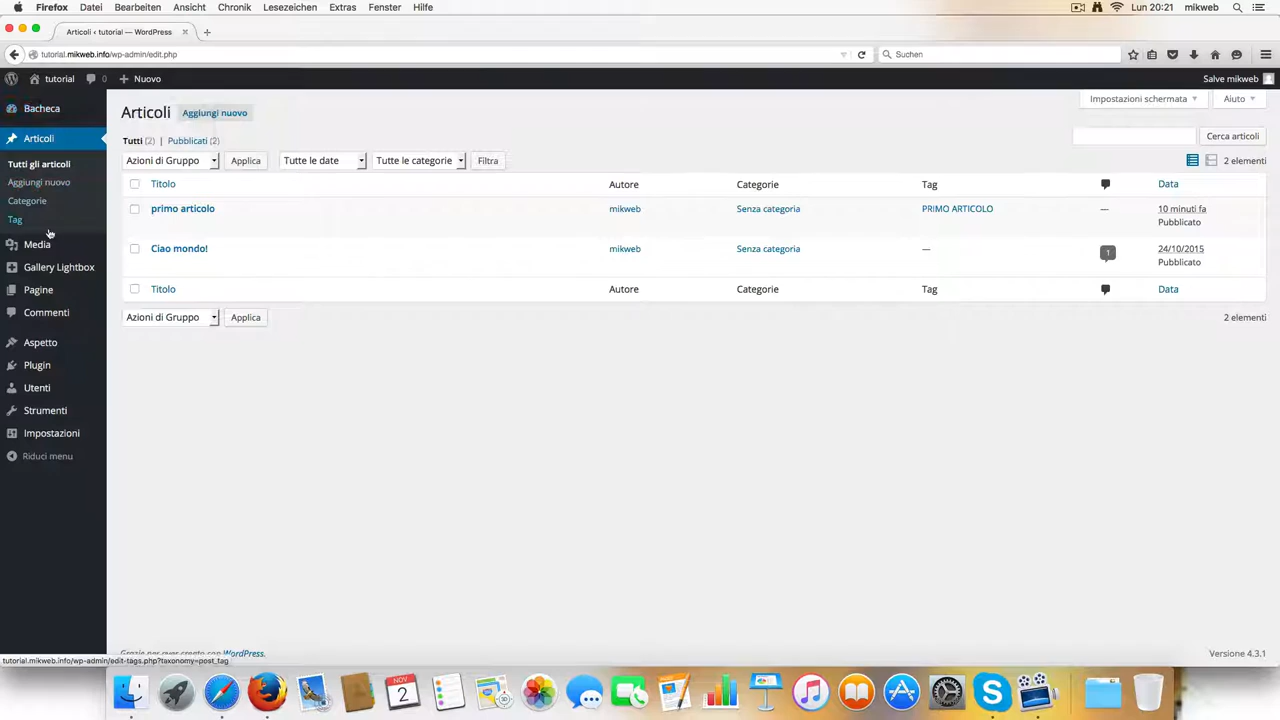 Firefox Datei Bearbeiten Ansicht Chronik Lesezeichen Extras Fenster Hilfe Lun 20:21 mikweb
Articoli ‹ tutorial — WordPress
tutorial.mikweb.info/wp-admin/edit.php Suchen
tutorial 0 Nuovo Salve mikweb
Bacheca
Articoli
Tutti gli articoli
Aggiungi nuovo
Categorie
Tag
Media
Gallery Lightbox
Pagine
Commenti
Aspetto
Plugin
Utenti
Strumenti
Impostazioni
Riduci menu
Impostazioni schermata Aiuto
Articoli Aggiungi nuovo
Tutti (2) | Pubblicati (2) Cerca articoli
Azioni di Gruppo Applica Tutte le date Tutte le categorie Filtra 2 elementi
Titolo Autore Categorie Tag Data
primo articolo mikweb Senza categoria PRIMO ARTICOLO — 10 minuti fa
Pubblicato
Ciao mondo! mikweb Senza categoria — 1 24/10/2015
Pubblicato
Titolo Autore Categorie Tag Data
Azioni di Gruppo Applica 2 elementi
Grazie per aver creato con WordPress. Versione 4.3.1
tutorial.mikweb.info/wp-admin/edit-tags.php?taxonomy=post_tag
NOV
2